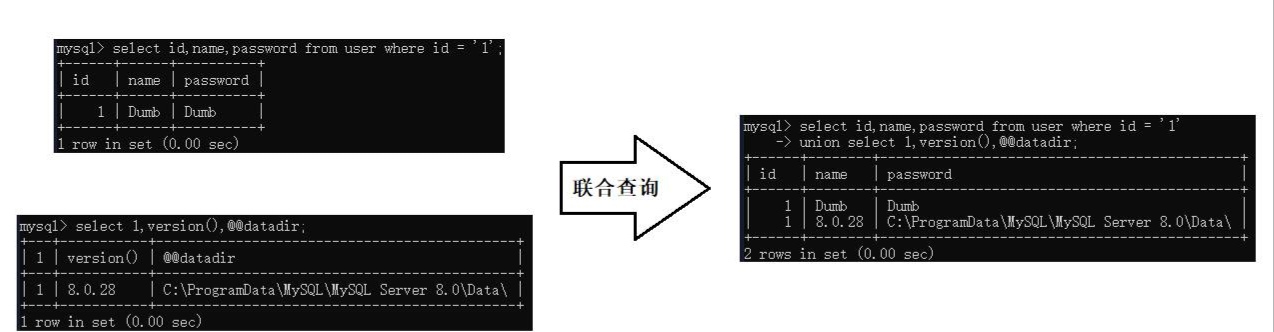 mysql> select id,name,password from user where id = '1';
+------+------+----------+
| id   | name | password |
+------+------+----------+
|    1 | Dumb | Dumb     |
+------+------+----------+
1 row in set (0.00 sec)
mysql> select 1,version(),@@datadir;
+---+-----------+---------------------------------------------+
| 1 | version() | @@datadir                                   |
+---+-----------+---------------------------------------------+
| 1 | 8.0.28    | C:\ProgramData\MySQL\MySQL Server 8.0\Data\ |
+---+-----------+---------------------------------------------+
1 row in set (0.00 sec)
联合查询
mysql> select id,name,password from user where id = '1'
    -> union select 1,version(),@@datadir;
+------+--------+---------------------------------------------+
| id   | name   | password                                    |
+------+--------+---------------------------------------------+
|    1 | Dumb   | Dumb                                        |
|    1 | 8.0.28 | C:\ProgramData\MySQL\MySQL Server 8.0\Data\ |
+------+--------+---------------------------------------------+
2 rows in set (0.00 sec)